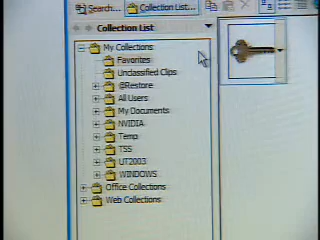 Search... Collection List...
Collection List
My Collections
Favorites
Unclassified Clips
@Restore
All Users
My Documents
NVIDIA
Temp
TSS
UT2003
WINDOWS
Office Collections
Web Collections